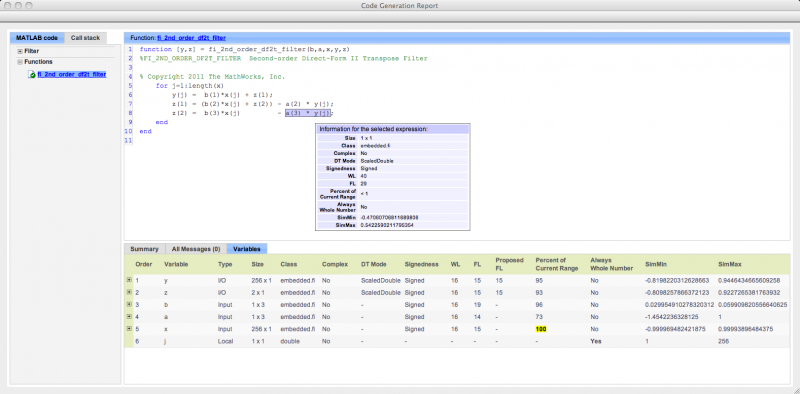 Code Generation Report
MATLAB code Call stack
Filter
Functions
fi_2nd_order_df2t_filter
Function: fi_2nd_order_df2t_filter
1 function [y,z] = fi_2nd_order_df2t_filter(b,a,x,y,z)
2 %FI_2ND_ORDER_DF2T_FILTER Second-order Direct-Form II Transpose Filter
3
4 % Copyright 2011 The MathWorks, Inc.
5 for j=1:length(x)
6 y(j) = b(1)*x(j) + z(1);
7 z(1) = (b(2)*x(j) + z(2)) - a(2) * y(j);
8 z(2) = b(3)*x(j) - a(3) * y(j);
9 end
10 end
11
Information for the selected expression:
Size 1 x 1
Class embedded.fi
Complex No
DT Mode ScaledDouble
Signedness Signed
WL 40
FL 29
Percent of Current Range < 1
Always Whole Number No
SimMin -0.47060706911689808
SimMax 0.5422593211795354
Summary All Messages (0) Variables
Order Variable Type Size Class Complex DT Mode Signedness WL FL Proposed FL Percent of Current Range Always Whole Number SimMin SimMax
1 y I/O 256 x 1 embedded.fi No ScaledDouble Signed 16 15 15 95 No -0.8198220312628663 0.9446434665609258
2 z I/O 2 x 1 embedded.fi No ScaledDouble Signed 16 15 15 93 No -0.8098257866372123 0.9227265381763932
3 b Input 1 x 3 embedded.fi No - Signed 16 19 - 96 No 0.029954910278320312 0.059909820556640625
4 a Input 1 x 3 embedded.fi No - Signed 16 14 - 73 No -1.4542236328125 1
5 x Input 256 x 1 embedded.fi No - Signed 16 15 - 100 No -0.999969482421875 0.99993896484375
6 j Local 1 x 1 double No - - - - - - Yes 1 256